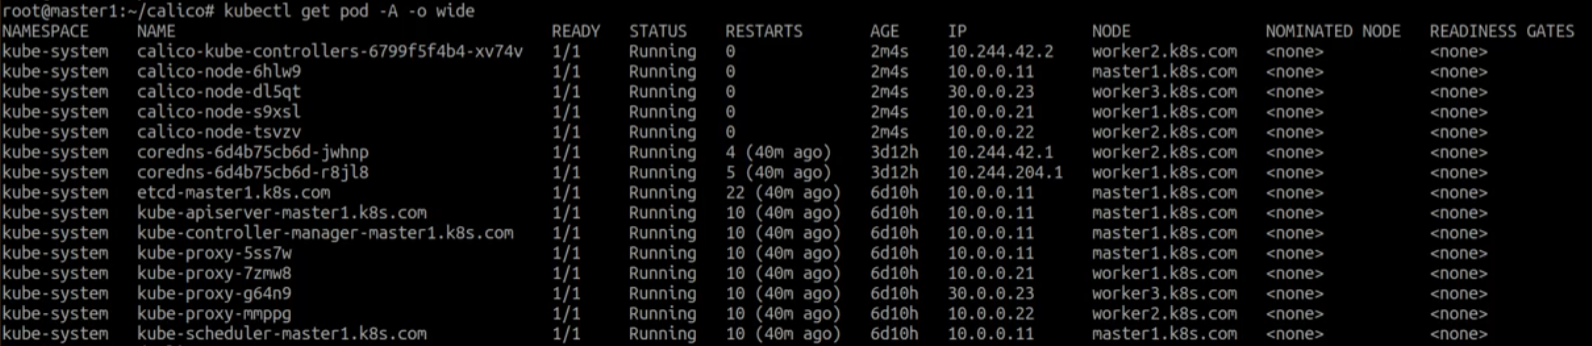 root@master1:~/calico# kubectl get pod -A -o wide
NAMESPACE NAME READY STATUS RESTARTS AGE IP NODE NOMINATED NODE READINESS GATES
kube-system calico-kube-controllers-6799f5f4b4-xv74v 1/1 Running 0 2m4s 10.244.42.2 worker2.k8s.com <none> <none>
kube-system calico-node-6hlw9 1/1 Running 0 2m4s 10.0.0.11 master1.k8s.com <none> <none>
kube-system calico-node-dl5qt 1/1 Running 0 2m4s 30.0.0.23 worker3.k8s.com <none> <none>
kube-system calico-node-s9xsl 1/1 Running 0 2m4s 10.0.0.21 worker1.k8s.com <none> <none>
kube-system calico-node-tsvzv 1/1 Running 0 2m4s 10.0.0.22 worker2.k8s.com <none> <none>
kube-system coredns-6d4b75cb6d-jwhnp 1/1 Running 4 (40m ago) 3d12h 10.244.42.1 worker2.k8s.com <none> <none>
kube-system coredns-6d4b75cb6d-r8jl8 1/1 Running 5 (40m ago) 3d12h 10.244.204.1 worker1.k8s.com <none> <none>
kube-system etcd-master1.k8s.com 1/1 Running 22 (40m ago) 6d10h 10.0.0.11 master1.k8s.com <none> <none>
kube-system kube-apiserver-master1.k8s.com 1/1 Running 10 (40m ago) 6d10h 10.0.0.11 master1.k8s.com <none> <none>
kube-system kube-controller-manager-master1.k8s.com 1/1 Running 10 (40m ago) 6d10h 10.0.0.11 master1.k8s.com <none> <none>
kube-system kube-proxy-5ss7w 1/1 Running 10 (40m ago) 6d10h 10.0.0.11 master1.k8s.com <none> <none>
kube-system kube-proxy-7zmw8 1/1 Running 10 (40m ago) 6d10h 10.0.0.21 worker1.k8s.com <none> <none>
kube-system kube-proxy-g64n9 1/1 Running 10 (40m ago) 6d10h 30.0.0.23 worker3.k8s.com <none> <none>
kube-system kube-proxy-mmppg 1/1 Running 10 (40m ago) 6d10h 10.0.0.22 worker2.k8s.com <none> <none>
kube-system kube-scheduler-master1.k8s.com 1/1 Running 10 (40m ago) 6d10h 10.0.0.11 master1.k8s.com <none> <none>